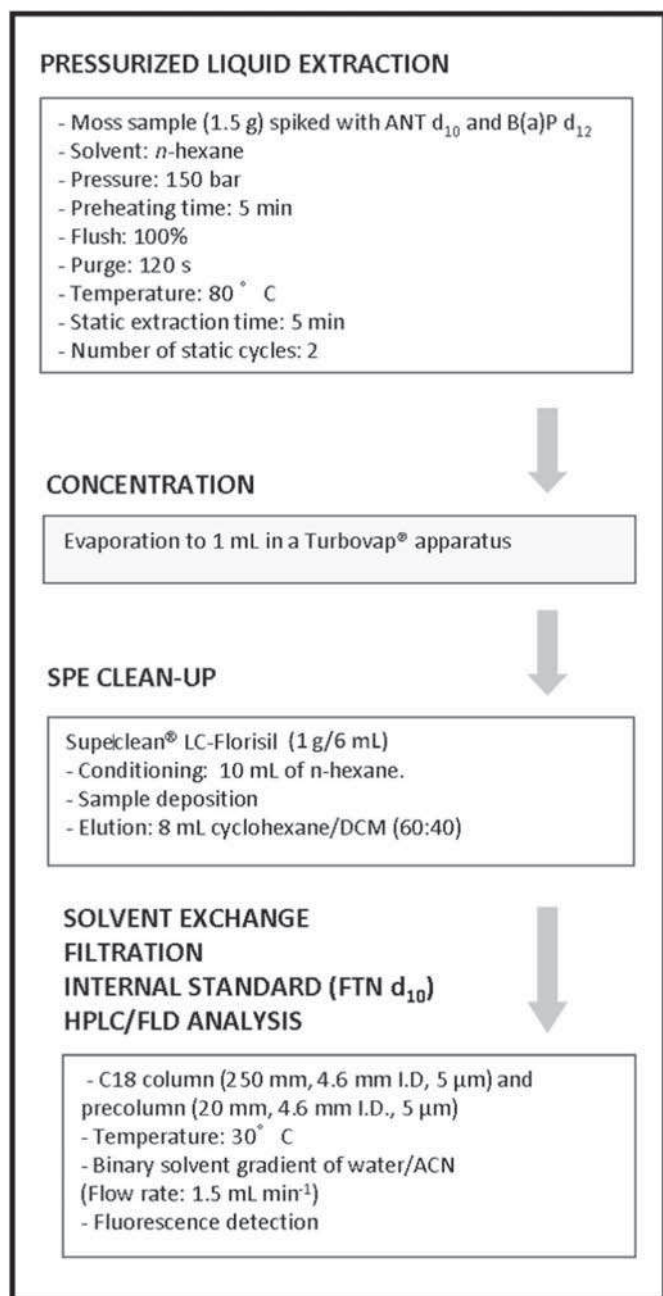 PRESSURIZED LIQUID EXTRACTION
- Moss sample (1.5 g) spiked with ANT d₁₀ and B(a)P d₁₂
- Solvent: n-hexane
- Pressure: 150 bar
- Preheating time: 5 min
- Flush: 100%
- Purge: 120 s
- Temperature: 80˚ C
- Static extraction time: 5 min
- Number of static cycles: 2
CONCENTRATION
Evaporation to 1 mL in a Turbovap® apparatus
SPE CLEAN-UP
Supelclean® LC-Florisil (1 g/6 mL)
- Conditioning: 10 mL of n-hexane.
- Sample deposition
- Elution: 8 mL cyclohexane/DCM (60:40)
SOLVENT EXCHANGE
FILTRATION
INTERNAL STANDARD (FTN d₁₀)
HPLC/FLD ANALYSIS
- C18 column (250 mm, 4.6 mm I.D, 5 µm) and
precolumn (20 mm, 4.6 mm I.D., 5 µm)
- Temperature: 30˚ C
- Binary solvent gradient of water/ACN
(Flow rate: 1.5 mL min⁻¹)
- Fluorescence detection